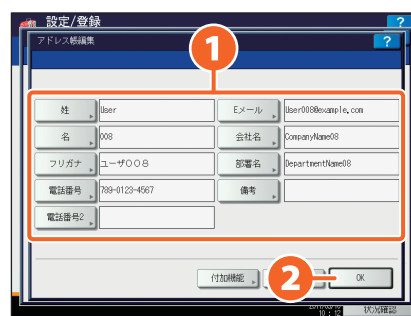 設定/登録 ?
アドレス帳編集 ?
1
姓 User Eメール User008@example.com
名 008 会社名 CompanyName08
フリガナ ユーザ008 部署名 DepartmentName08
電話番号 789-0123-4567 備考
電話番号2
付加機能 2 OK
10 : 12 状況確認